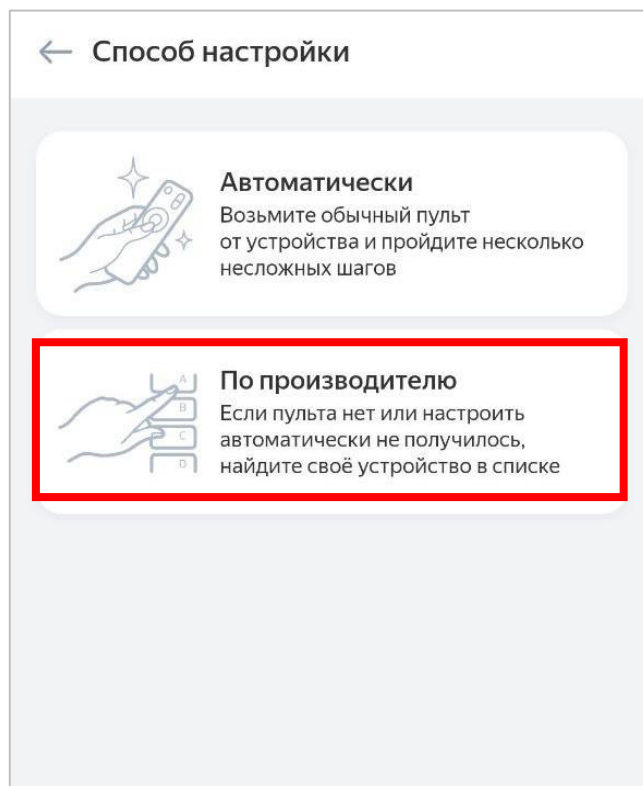 Способ настройки
Автоматически
Возьмите обычный пульт
от устройства и пройдите несколько
несложных шагов
A
B
C
D
По производителю
Если пульта нет или настроить
автоматически не получилось,
найдите своё устройство в списке